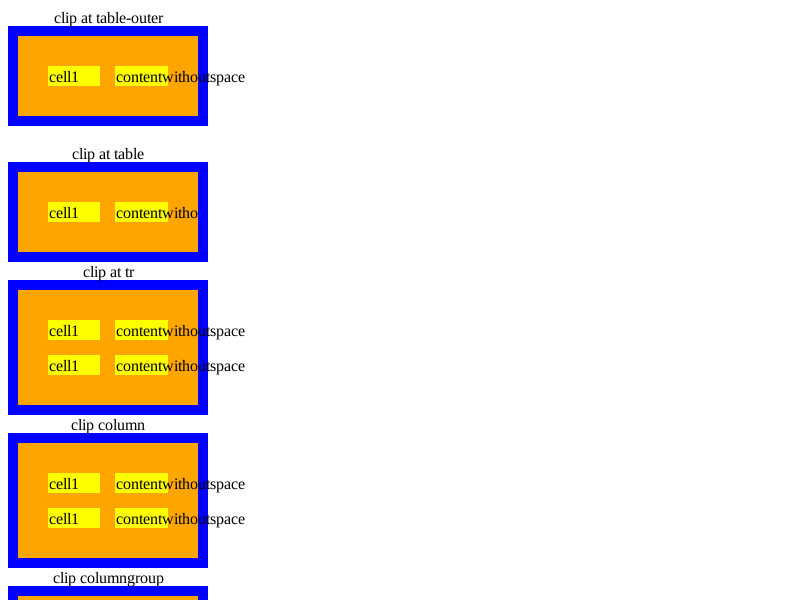 clip at table-outer
cell1 contentwithoutspace
clip at table
cell1 contentwitho
clip at tr
cell1 contentwithoutspace
cell1 contentwithoutspace
clip column
cell1 contentwithoutspace
cell1 contentwithoutspace
clip columngroup